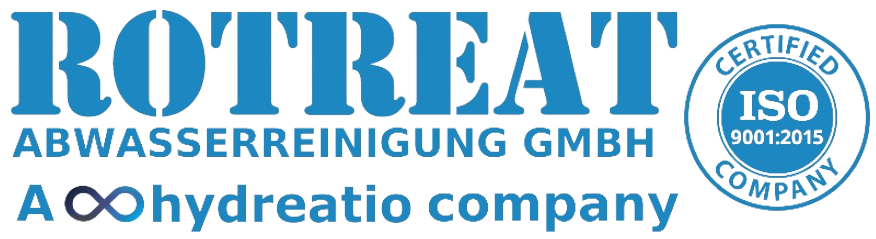 ROTREAT
ABWASSERREINIGUNG GMBH
A hydreatio company
CERTIFIED
ISO
9001:2015
COMPANY